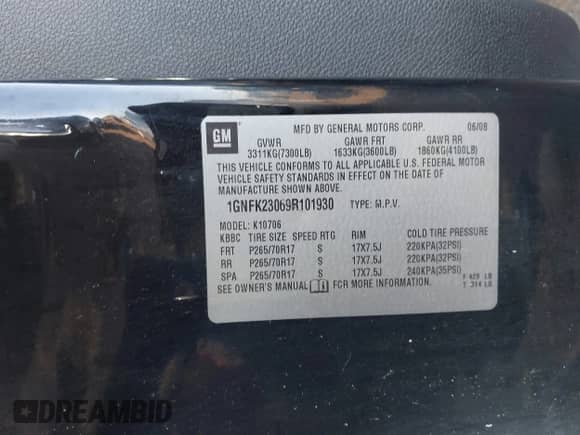 GM
MFD BY GENERAL MOTORS CORP. 06/08
GVWR GAWR FRT GAWR RR
3311KG(7300LB) 1633KG(3600LB) 1860KG(4100LB)
THIS VEHICLE CONFORMS TO ALL APPLICABLE U.S. FEDERAL MOTOR
VEHICLE SAFETY STANDARDS IN EFFECT ON THE DATE OF
MANUFACTURE SHOWN ABOVE.
1GNFK23069R101930 TYPE: M.P.V.
MODEL: K10706
KBBC TIRE SIZE SPEED RTG RIM COLD TIRE PRESSURE
FRT P265/70R17 S 17X7.5J 220KPA(32PSI)
RR P265/70R17 S 17X7.5J 220KPA(32PSI)
SPA P265/70R17 S 17X7.5J 240KPA(35PSI)
SEE OWNER'S MANUAL FOR MORE INFORMATION.
T 314 LB
DREAMBID